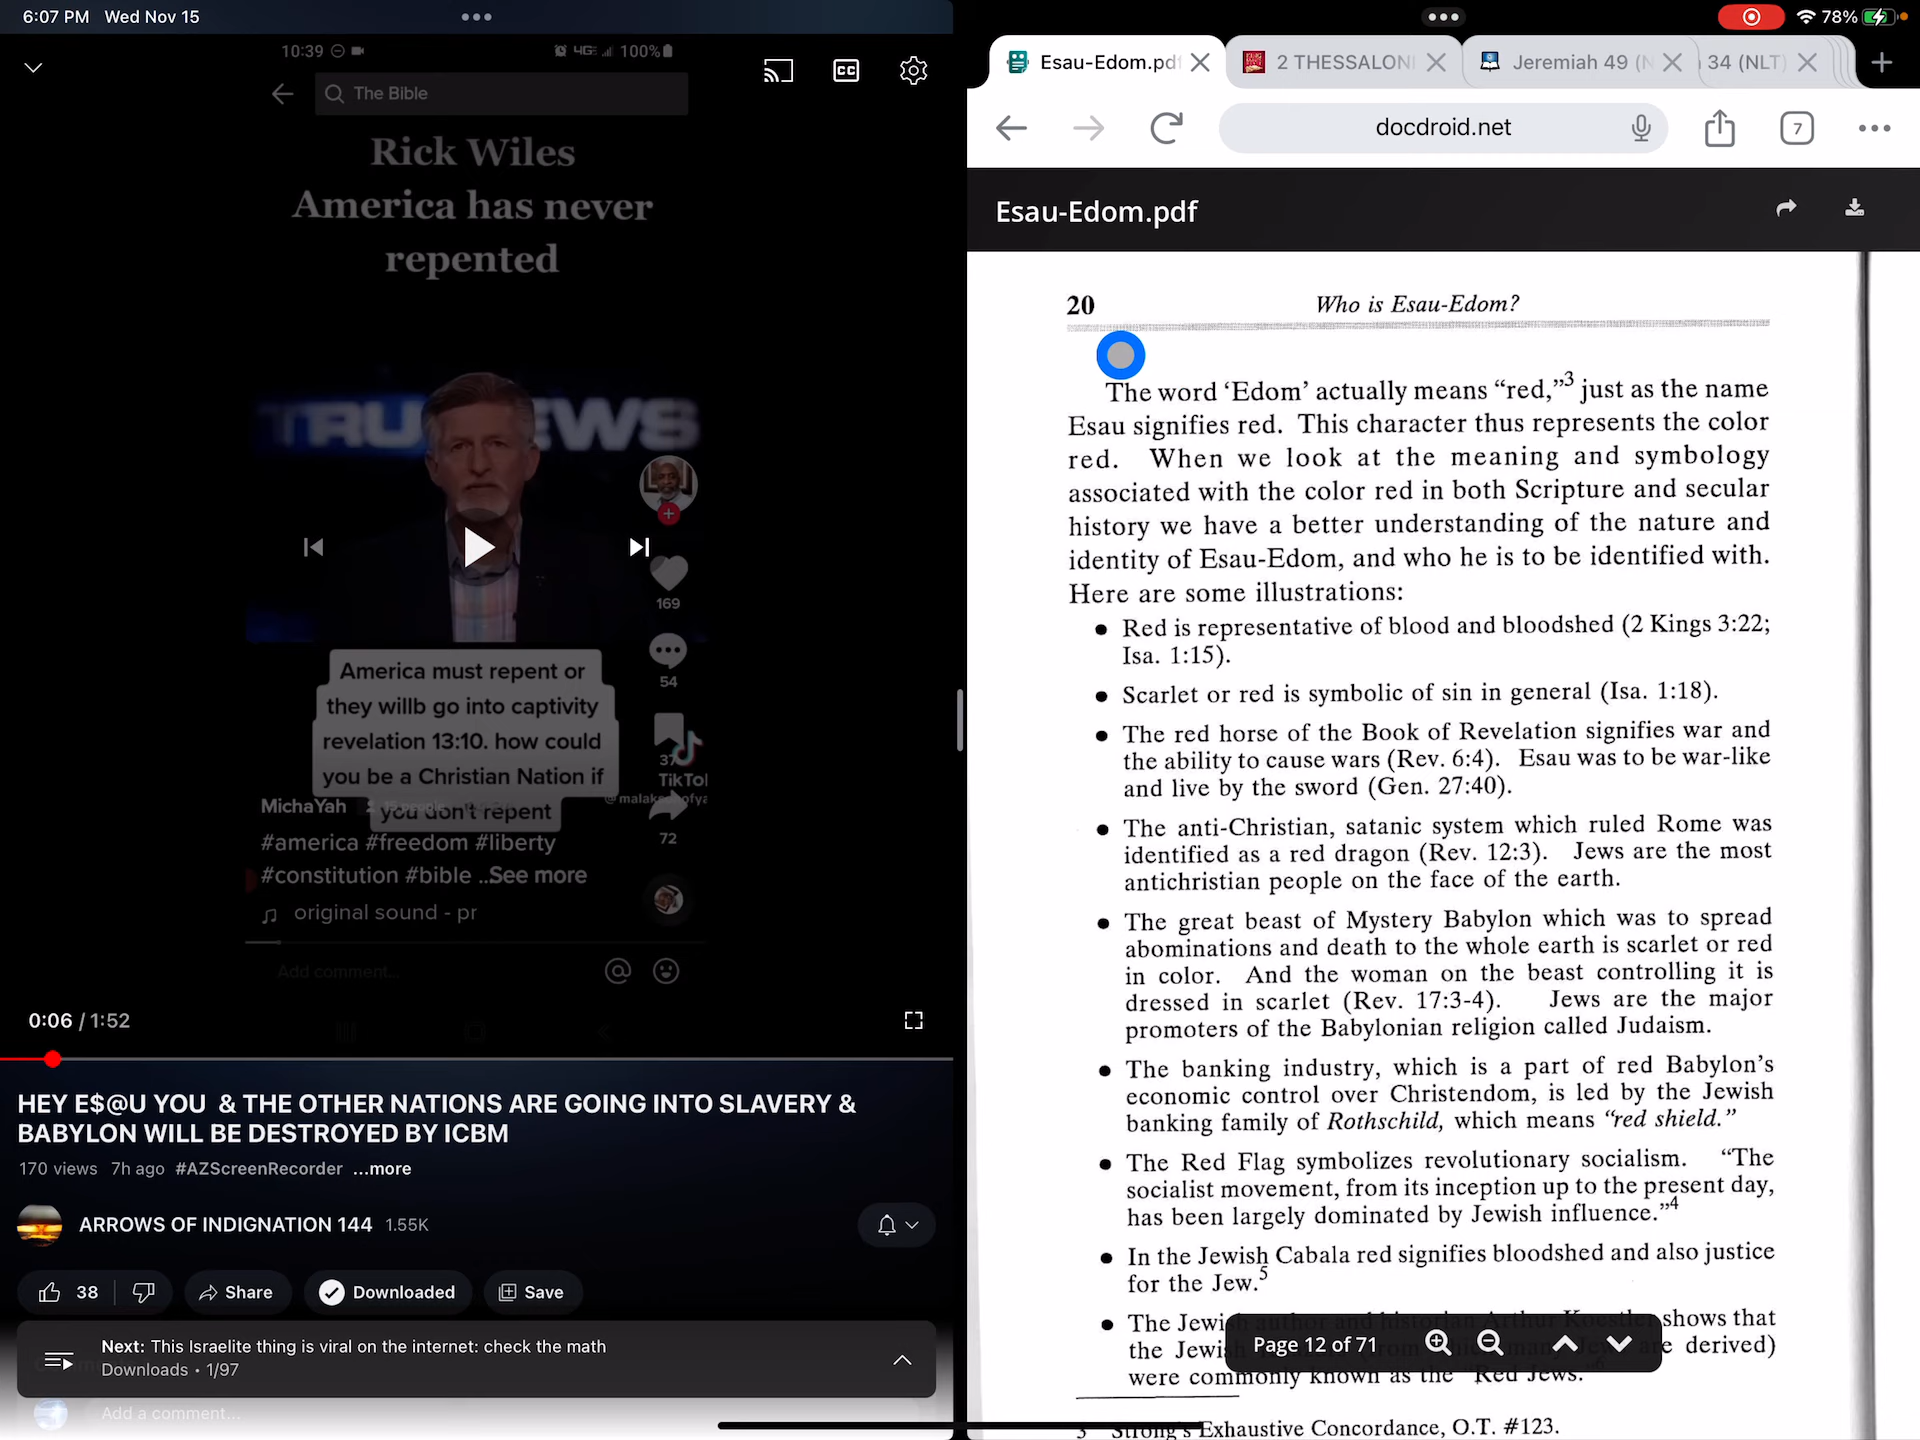 6:07 PM Wed Nov 15
10:39
4G
100%
The Bible
Rick Wiles
America has never
repented
TRU EWS
169
54
37
TikTo
America must repent or
they willb go into captivity
revelation 13:10. how could
you be a Christian Nation if
you don't repent
MichaYah
@malak
72
#america #freedom #liberty
#constitution #bible ..See more
original sound - pr
Add comment...
0:06 / 1:52
HEY E$@U YOU & THE OTHER NATIONS ARE GOING INTO SLAVERY &
BABYLON WILL BE DESTROYED BY ICBM
170 views 7h ago #AZScreenRecorder ...more
ARROWS OF INDIGNATION 144 1.55K
38
Share
Downloaded
Save
Next: This Israelite thing is viral on the internet: check the math
Downloads • 1/97
Add a comment...
78%
Esau-Edom.pd
2 THESSALONI
Jeremiah 49 (N
34 (NLT)
docdroid.net
7
Esau-Edom.pdf
20 Who is Esau-Edom?
The word ‘Edom’ actually means “red,”3 just as the name
Esau signifies red. This character thus represents the color
red. When we look at the meaning and symbology
associated with the color red in both Scripture and secular
history we have a better understanding of the nature and
identity of Esau-Edom, and who he is to be identified with.
Here are some illustrations:
• Red is representative of blood and bloodshed (2 Kings 3:22;
Isa. 1:15).
• Scarlet or red is symbolic of sin in general (Isa. 1:18).
• The red horse of the Book of Revelation signifies war and
the ability to cause wars (Rev. 6:4). Esau was to be war-like
and live by the sword (Gen. 27:40).
• The anti-Christian, satanic system which ruled Rome was
identified as a red dragon (Rev. 12:3). Jews are the most
antichristian people on the face of the earth.
• The great beast of Mystery Babylon which was to spread
abominations and death to the whole earth is scarlet or red
in color. And the woman on the beast controlling it is
dressed in scarlet (Rev. 17:3-4). Jews are the major
promoters of the Babylonian religion called Judaism.
• The banking industry, which is a part of red Babylon's
economic control over Christendom, is led by the Jewish
banking family of Rothschild, which means “red shield.”
• The Red Flag symbolizes revolutionary socialism. “The
socialist movement, from its inception up to the present day,
has been largely dominated by Jewish influence.”4
• In the Jewish Cabala red signifies bloodshed and also justice
for the Jew.5
• The Jewish author and historian Arthur Koestler shows that
the Jewi are derived)
were commonly known as the “Red Jews.”
Page 12 of 71
3 Strong's Exhaustive Concordance, O.T. #123.